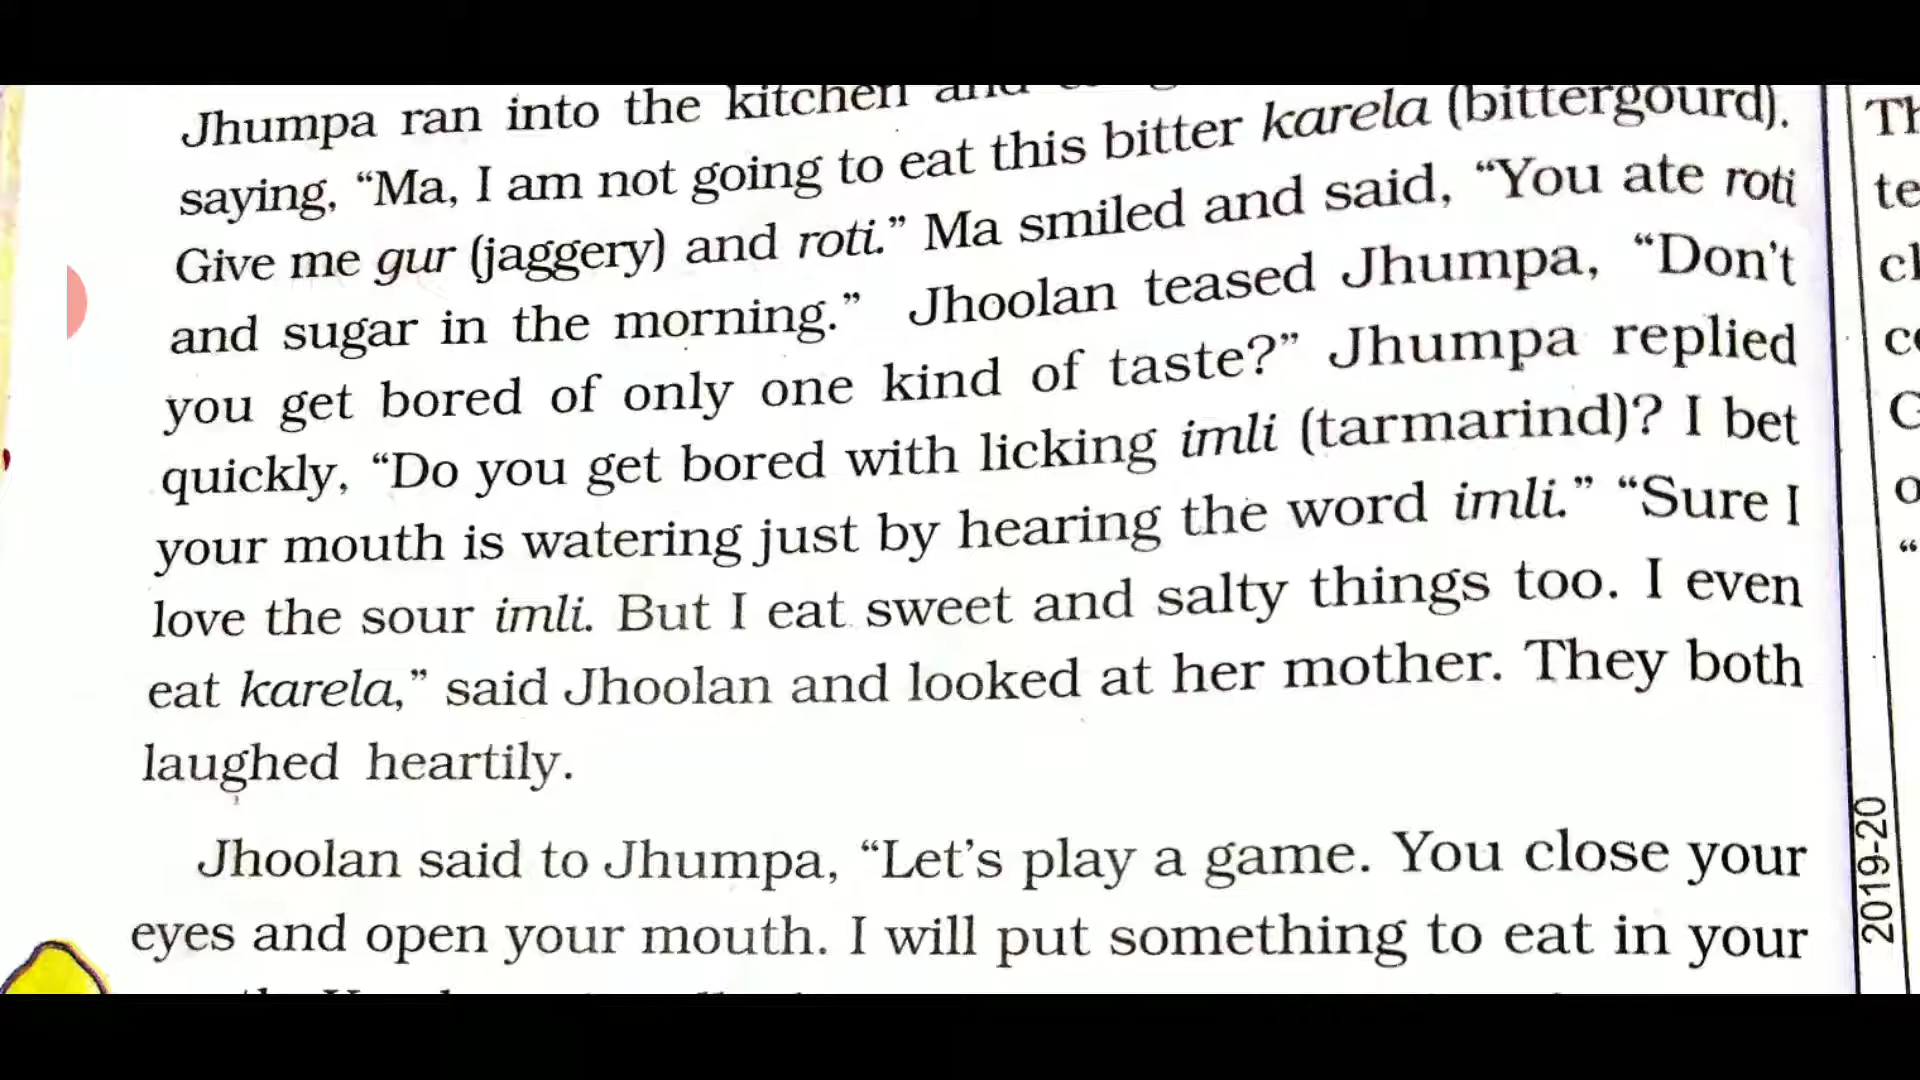 Jhumpa ran into the kitchen and
saying, “Ma, I am not going to eat this bitter karela (bittergourd).
Give me gur (jaggery) and roti.” Ma smiled and said, “You ate roti
and sugar in the morning.” Jhoolan teased Jhumpa, “Don't
you get bored of only one kind of taste?” Jhumpa replied
quickly, “Do you get bored with licking imli (tarmarind)? I bet
your mouth is watering just by hearing the word imli.” “Sure I
love the sour imli. But I eat sweet and salty things too. I even
eat karela,” said Jhoolan and looked at her mother. They both
laughed heartily.
Jhoolan said to Jhumpa, “Let’s play a game. You close your
eyes and open your mouth. I will put something to eat in your
2019-20